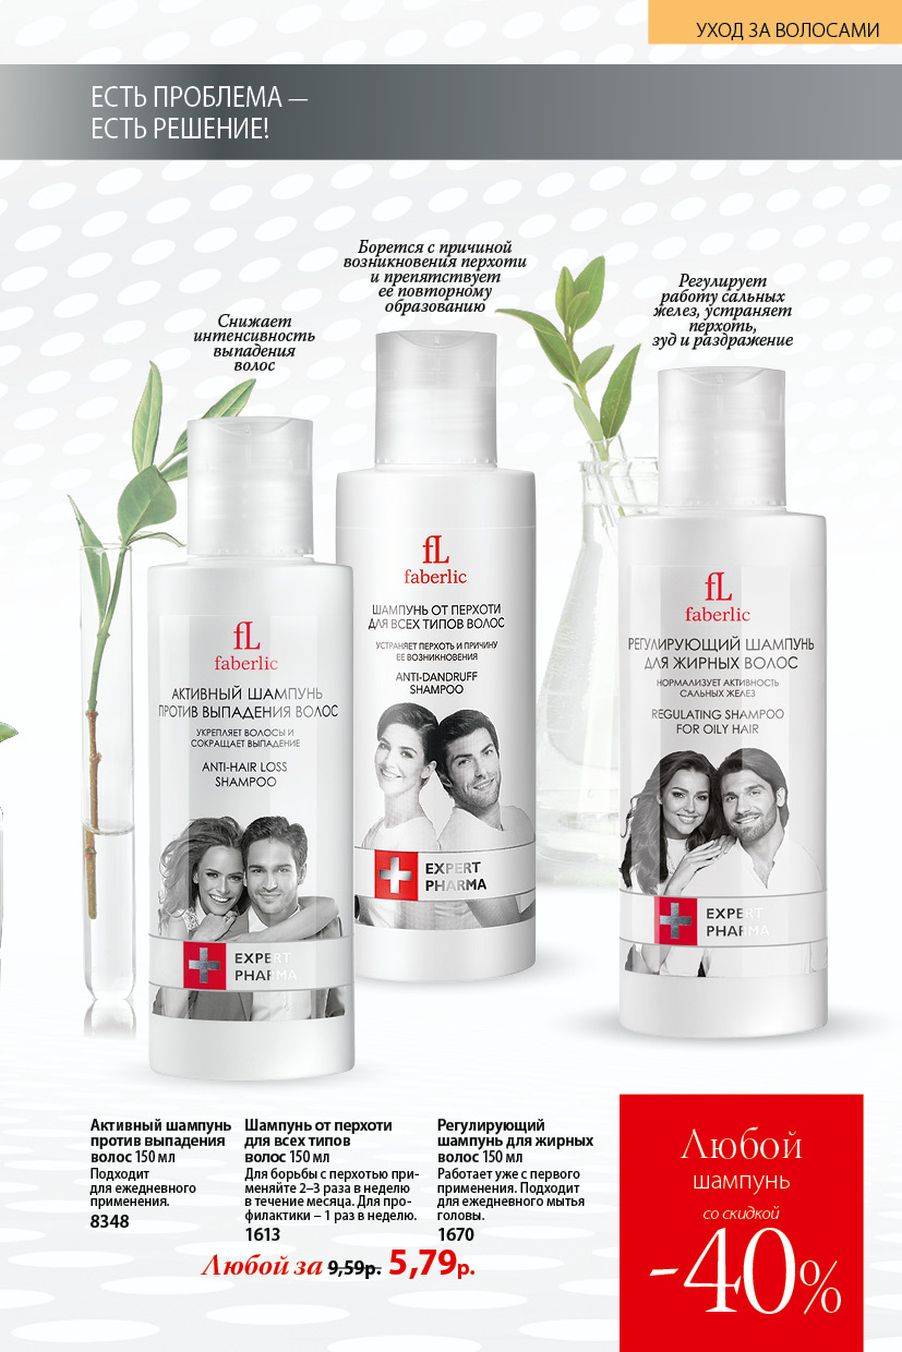 УХОД ЗА ВОЛОСАМИ
ЕСТЬ ПРОБЛЕМА —
ЕСТЬ РЕШЕНИЕ!
Снижает
интенсивность
выпадения
волос
Борется с причиной
возникновения перхоти
и препятствует
ее повторному
образованию
Регулирует
работу сальных
желез, устраняет
перхоть,
зуд и раздражение
fL
faberlic
АКТИВНЫЙ ШАМПУНЬ
ПРОТИВ ВЫПАДЕНИЯ ВОЛОС
УКРЕПЛЯЕТ ВОЛОСЫ И
СОКРАЩАЕТ ВЫПАДЕНИЕ
ANTI-HAIR LOSS
SHAMPOO
EXPERT
PHARMA
fL
faberlic
ШАМПУНЬ ОТ ПЕРХОТИ
ДЛЯ ВСЕХ ТИПОВ ВОЛОС
УСТРАНЯЕТ ПЕРХОТЬ И ПРИЧИНУ
ЕЕ ВОЗНИКНОВЕНИЯ
ANTI-DANDRUFF
SHAMPOO
EXPERT
PHARMA
fL
faberlic
РЕГУЛИРУЮЩИЙ ШАМПУНЬ
ДЛЯ ЖИРНЫХ ВОЛОС
НОРМАЛИЗУЕТ АКТИВНОСТЬ
САЛЬНЫХ ЖЕЛЕЗ
REGULATING SHAMPOO
FOR OILY HAIR
EXPERT
PHARMA
Активный шампунь
против выпадения
волос 150 мл
Подходит
для ежедневного
применения.
8348
Шампунь от перхоти
для всех типов
волос 150 мл
Для борьбы с перхотью при-
меняйте 2–3 раза в неделю
в течение месяца. Для про-
филактики – 1 раз в неделю.
1613
Регулирующий
шампунь для жирных
волос 150 мл
Работает уже с первого
применения. Подходит
для ежедневного мытья
головы.
1670
Любой за 9,59р. 5,79р.
Любой
шампунь
со скидкой
-40%